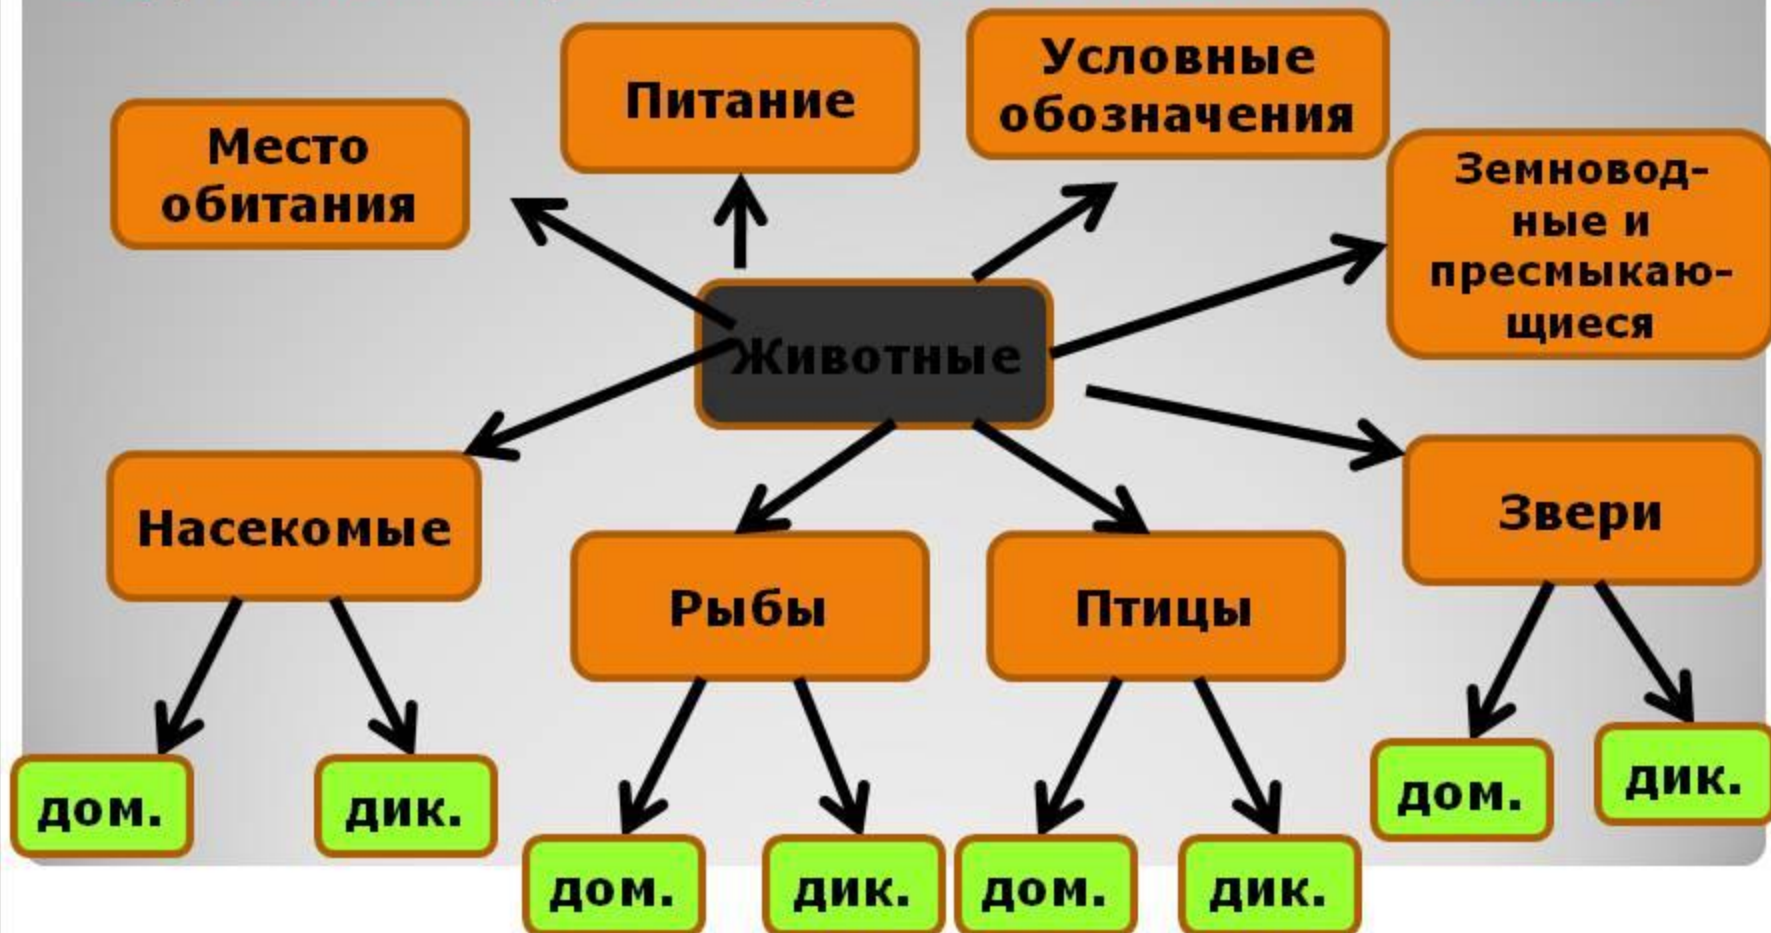 Питание
Условные
обозначения
Место
обитания
Земновод-
ные и
пресмыкаю-
щиеся
Животные
Насекомые
Рыбы
Птицы
Звери
дом.
дик.
дом.
дик.
дом.
дик.
дом.
дик.